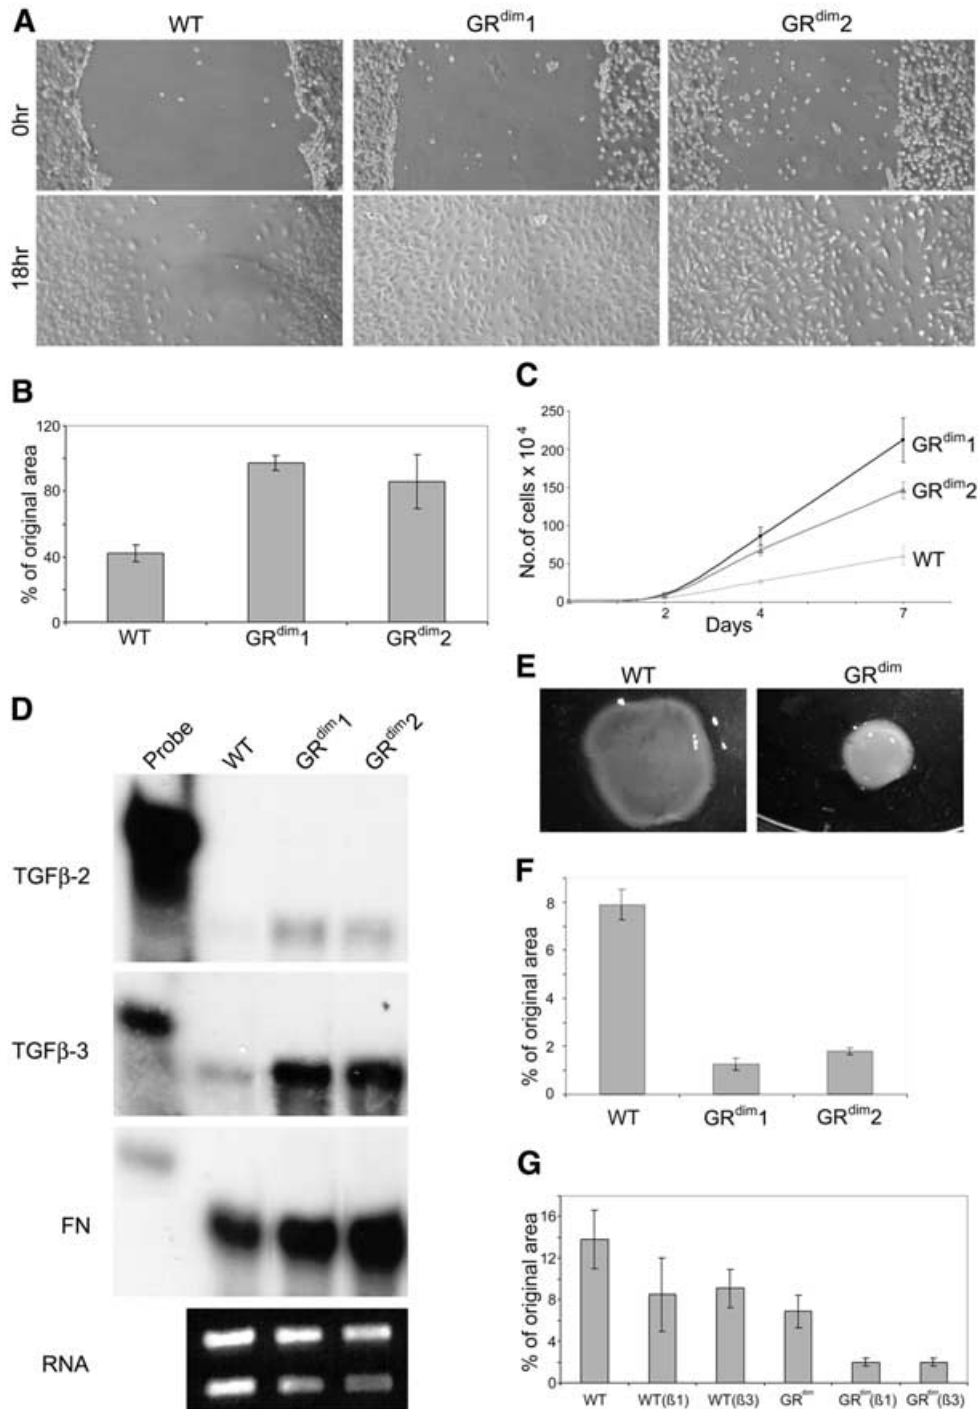 A
WT
GRdim1
GRdim2
0hr
18hr
B
% of original area
120
80
40
0
WT
GRdim1
GRdim2
C
No.of cells x 10-4
250
200
150
100
50
0
2
4
7
Days
GRdim1
GRdim2
WT
D
Probe
WT
GRdim1
GRdim2
TGFβ-2
TGFβ-3
FN
RNA
E
WT
GRdim
F
% of original area
8
6
4
2
0
WT
GRdim1
GRdim2
G
% of original area
16
12
8
4
0
WT
WT(ß1)
WT(ß3)
GRdim
GRdim(ß1)
GRdim(ß3)